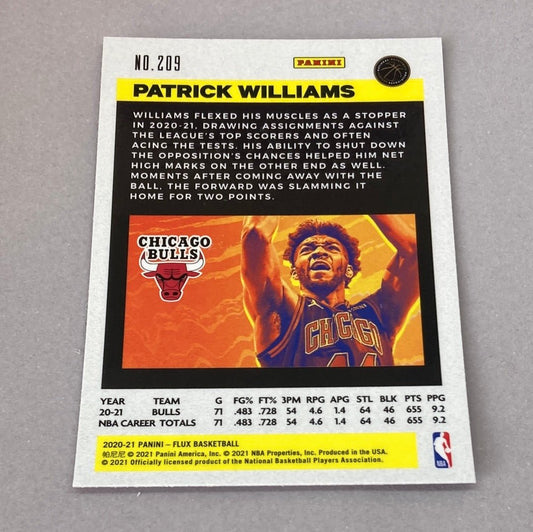 NO.209
PANINI
PATRICK WILLIAMS
WILLIAMS FLEXED HIS MUSCLES AS A STOPPER
IN 2020-21, DRAWING ASSIGNMENTS AGAINST
THE LEAGUE'S TOP SCORERS AND OFTEN
ACING THE TESTS. HIS ABILITY TO SHUT DOWN
THE OPPOSITION'S CHANCES HELPED HIM NET
HIGH MARKS ON THE OTHER END AS WELL.
MOMENTS AFTER COMING AWAY WITH THE
BALL, THE FORWARD WAS SLAMMING IT
HOME FOR TWO POINTS.
CHICAGO
BULLS
CHICAGO
44
YEAR TEAM G FG% FT% 3PM RPG APG STL BLK PTS PPG
20-21 BULLS 71 .483 .728 54 4.6 1.4 64 46 655 9.2
NBA CAREER TOTALS 71 .483 .728 54 4.6 1.4 64 46 655 9.2
2020-21 PANINI – FLUX BASKETBALL
帕尼尼 © 2021 Panini America, Inc. © 2021 NBA Properties, Inc. Produced in the USA.
© 2021 Officially licensed product of the National Basketball Players Association.
NBA